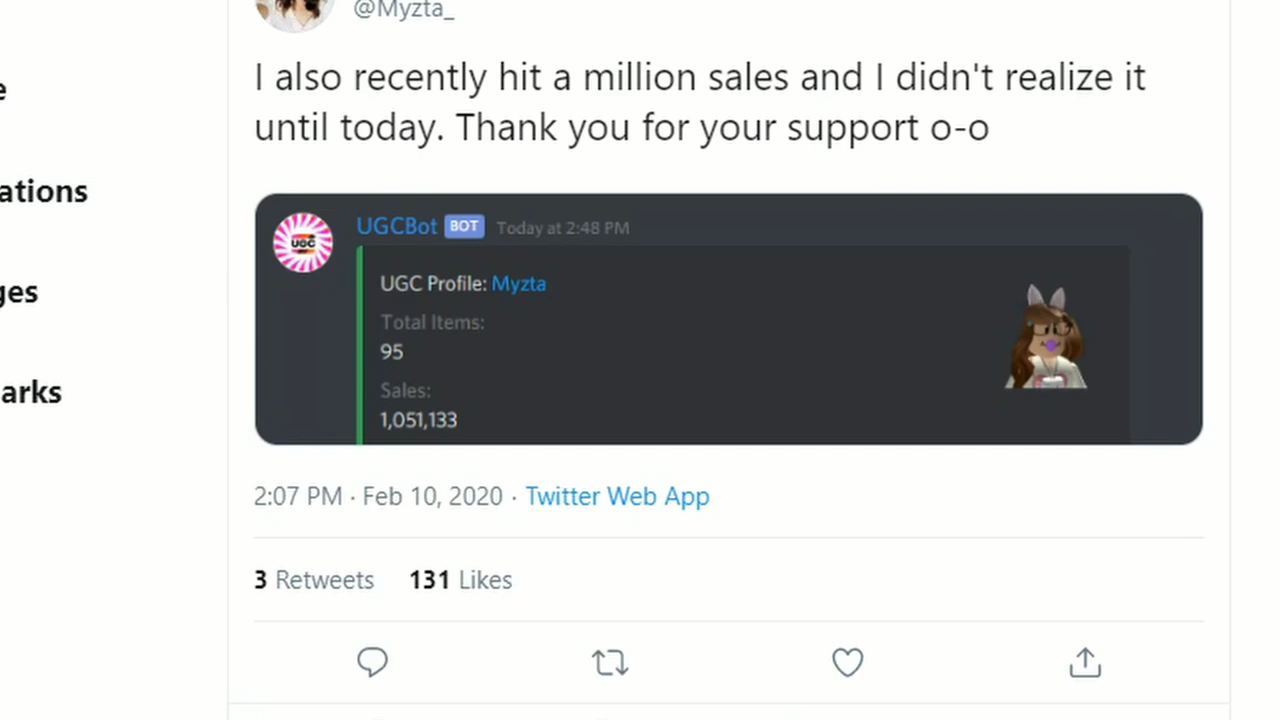 @Myzta_
e
I also recently hit a million sales and I didn't realize it
until today. Thank you for your support o-o
ations
UGCBot BOT Today at 2:48 PM
UGC
UGC Profile: Myzta
ges
Total Items:
95
Sales:
arks
1,051,133
2:07 PM · Feb 10, 2020 · Twitter Web App
3 Retweets 131 Likes